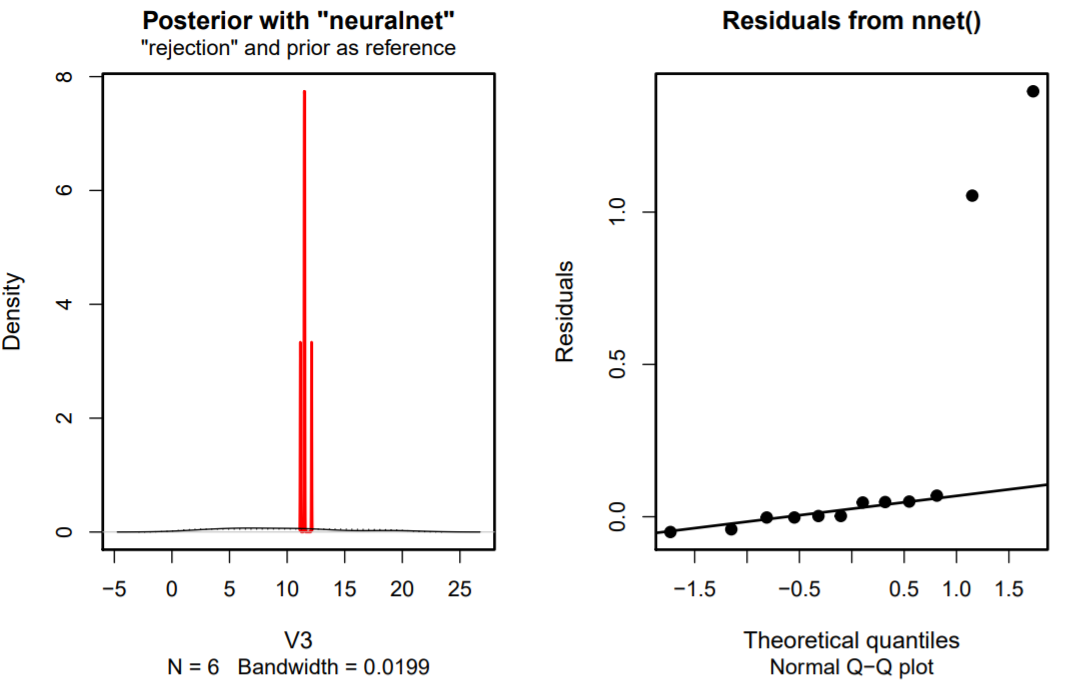 Posterior with "neuralnet"
"rejection" and prior as reference
Density
8
6
4
2
0
−5 0 5 10 15 20 25
V3
N = 6 Bandwidth = 0.0199
Residuals from nnet()
Residuals
1.0
0.5
0.0
−1.5 −0.5 0.5 1.0 1.5
Theoretical quantiles
Normal Q−Q plot